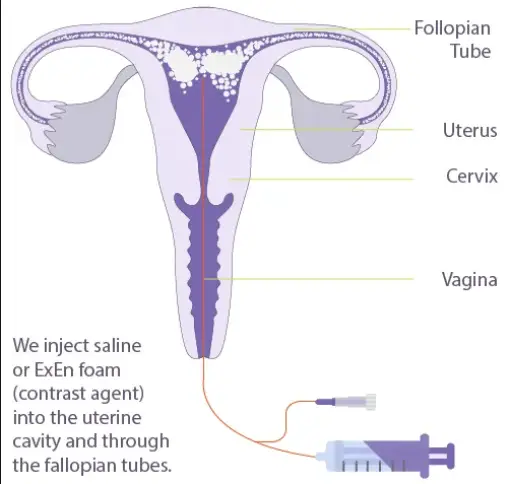 Follopian
Tube
Uterus
Cervix
Vagina
We inject saline
or ExEn foam
(contrast agent)
into the uterine
cavity and through
the fallopian tubes.